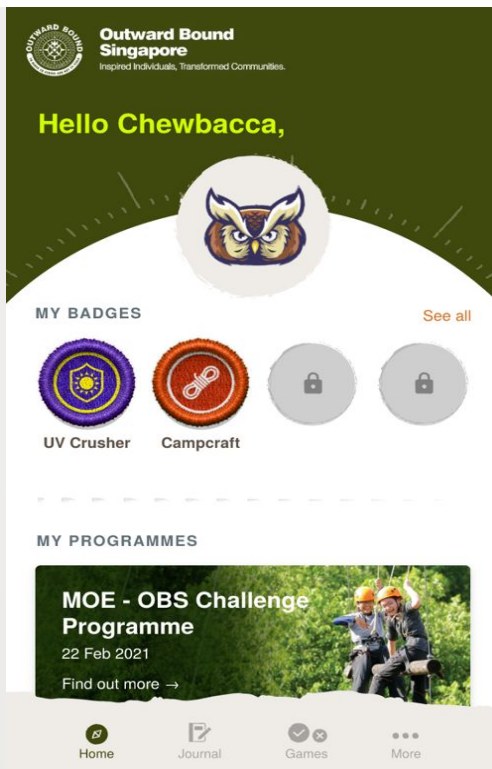 Outward Bound
Singapore
Inspired Individuals, Transformed Communities.
Hello Chewbacca,
MY BADGES
See all
UV Crusher
Campcraft
MY PROGRAMMES
MOE - OBS Challenge
Programme
22 Feb 2021
Find out more →
Home
Journal
Games
More